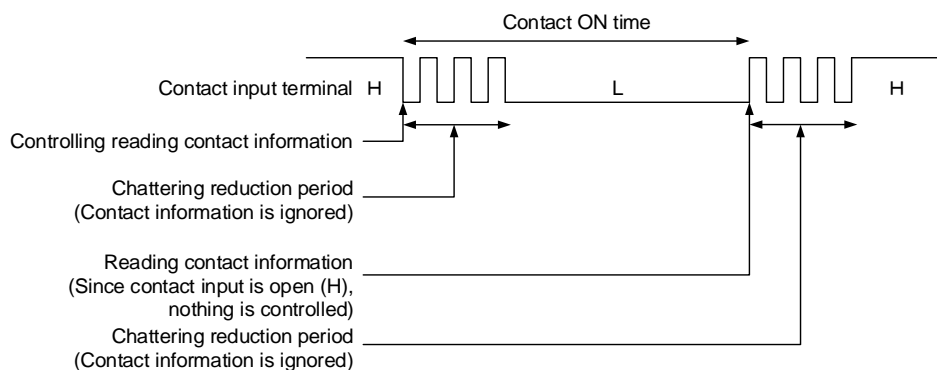 Contact ON time
Contact input terminal H L H
Controlling reading contact information
Chattering reduction period
(Contact information is ignored)
Reading contact information
(Since contact input is open (H),
nothing is controlled)
Chattering reduction period
(Contact information is ignored)